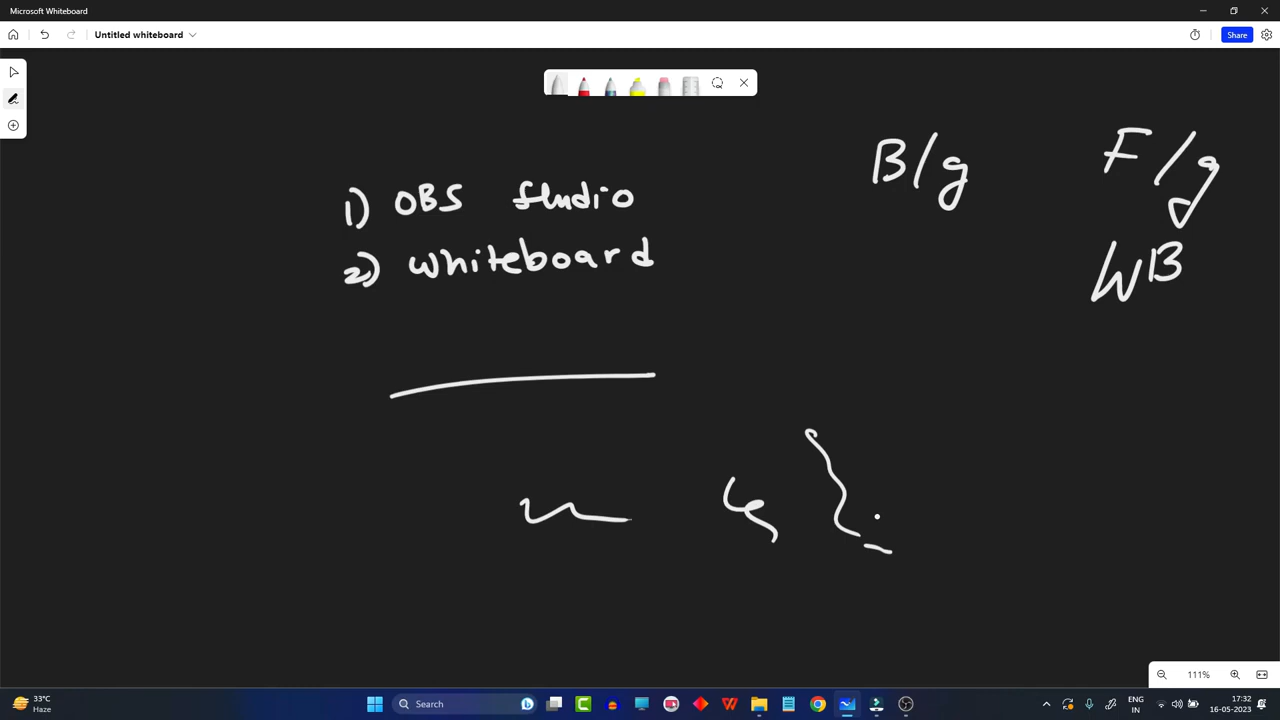 Microsoft Whiteboard
Untitled whiteboard
Share
B/g
F/g
1) OBS studio
2) whiteboard
WB
111%
33°C
Haze
Search
ENG
IN
17:32
16-05-2023